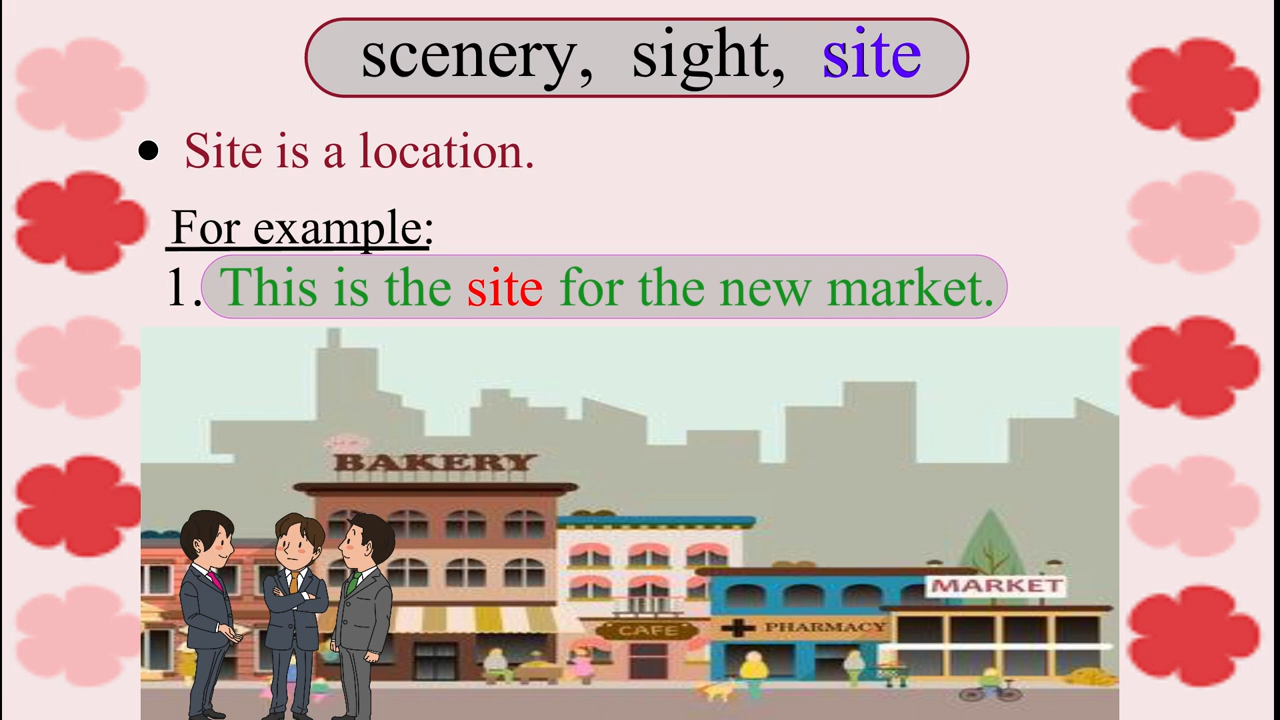 scenery, sight, site
• Site is a location.
For example:
1. This is the site for the new market.
BAKERY
MARKET
CAFE
PHARMACY